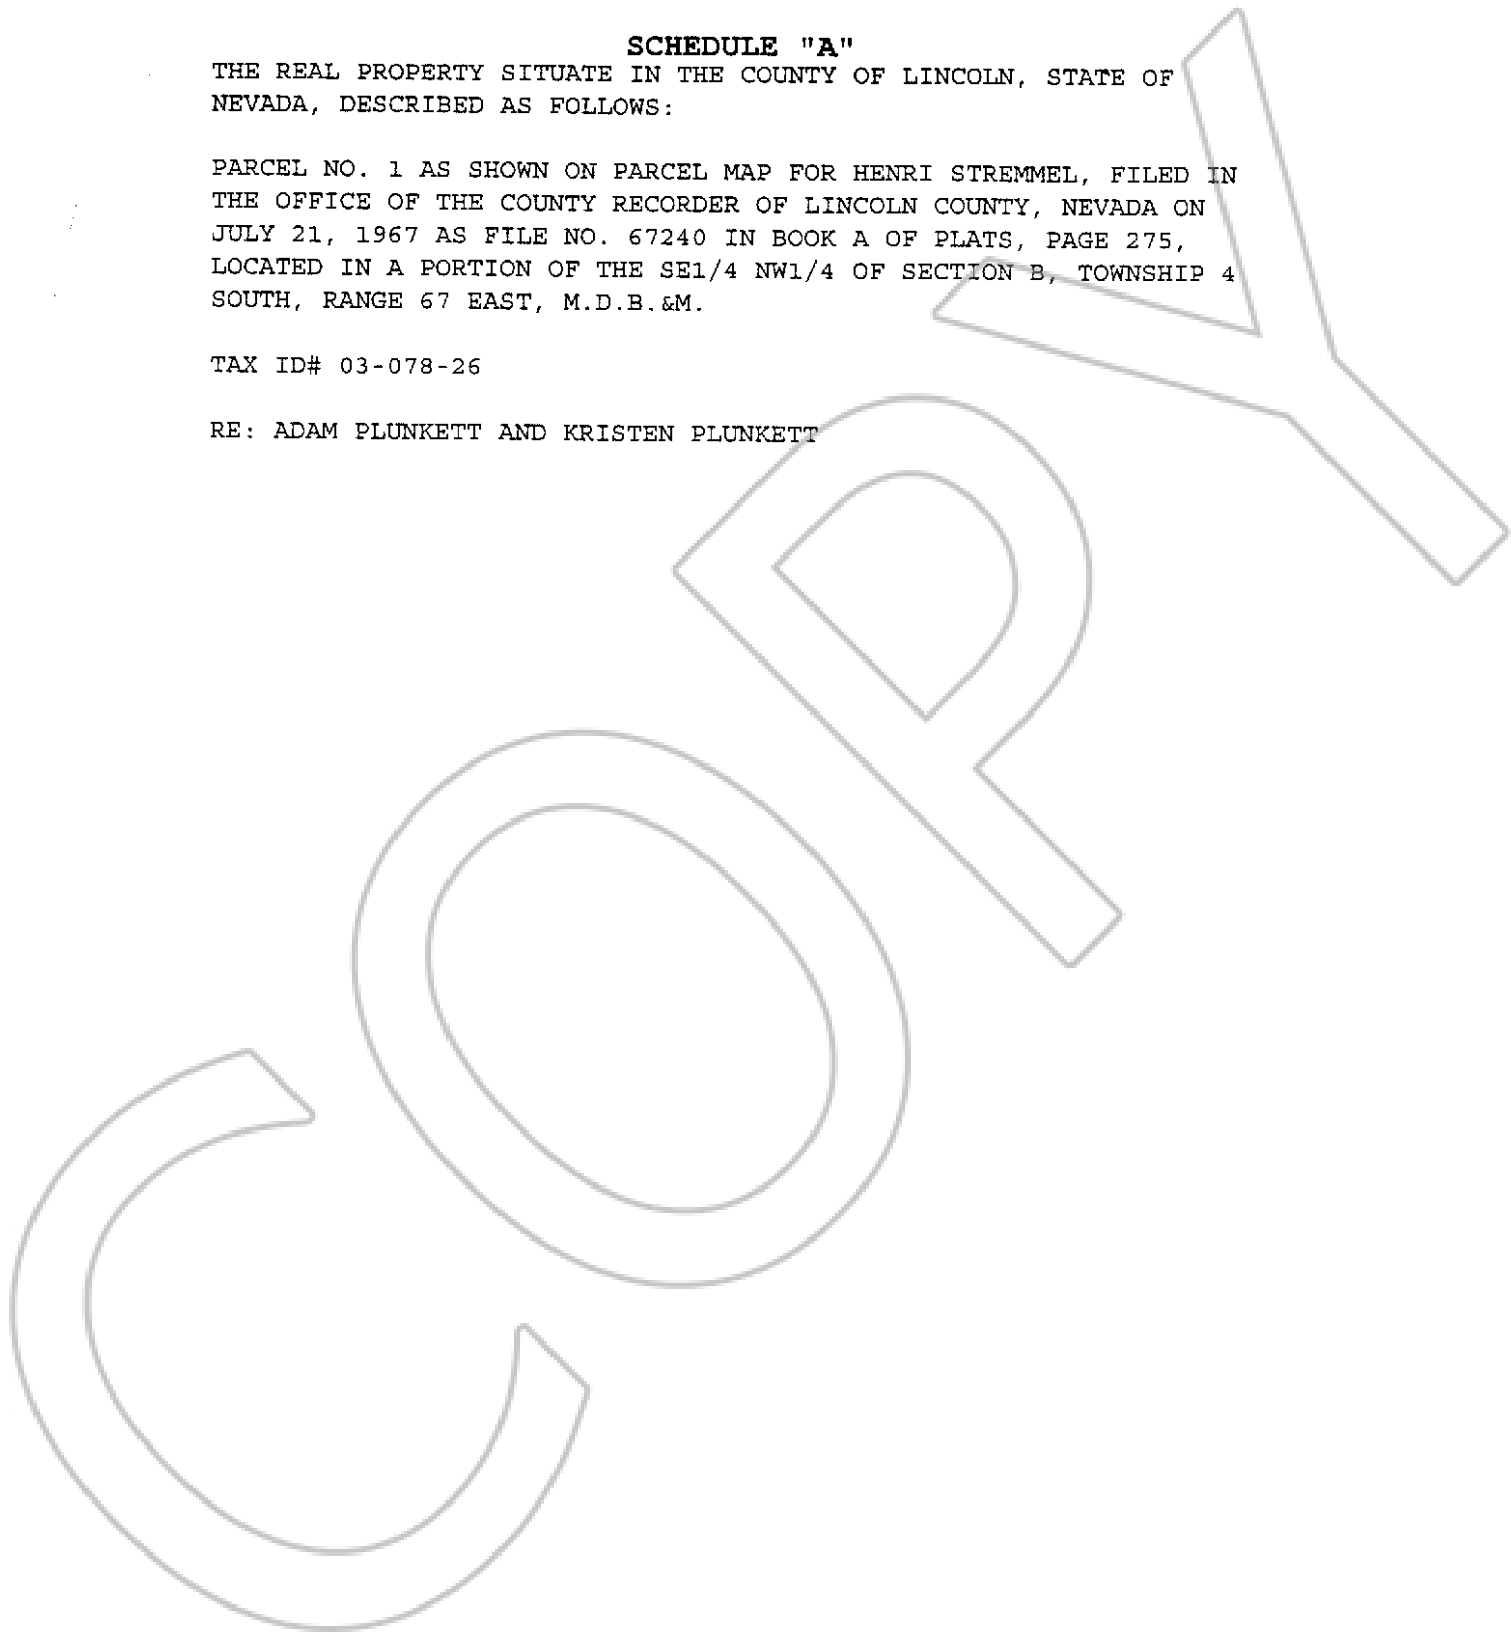 SCHEDULE "A"
THE REAL PROPERTY SITUATE IN THE COUNTY OF LINCOLN, STATE OF
NEVADA, DESCRIBED AS FOLLOWS:
PARCEL NO. 1 AS SHOWN ON PARCEL MAP FOR HENRI STREMMEL, FILED IN
THE OFFICE OF THE COUNTY RECORDER OF LINCOLN COUNTY, NEVADA ON
JULY 21, 1967 AS FILE NO. 67240 IN BOOK A OF PLATS, PAGE 275,
LOCATED IN A PORTION OF THE SE1/4 NW1/4 OF SECTION B, TOWNSHIP 4
SOUTH, RANGE 67 EAST, M.D.B.&M.
TAX ID# 03-078-26
RE: ADAM PLUNKETT AND KRISTEN PLUNKETT
COPY